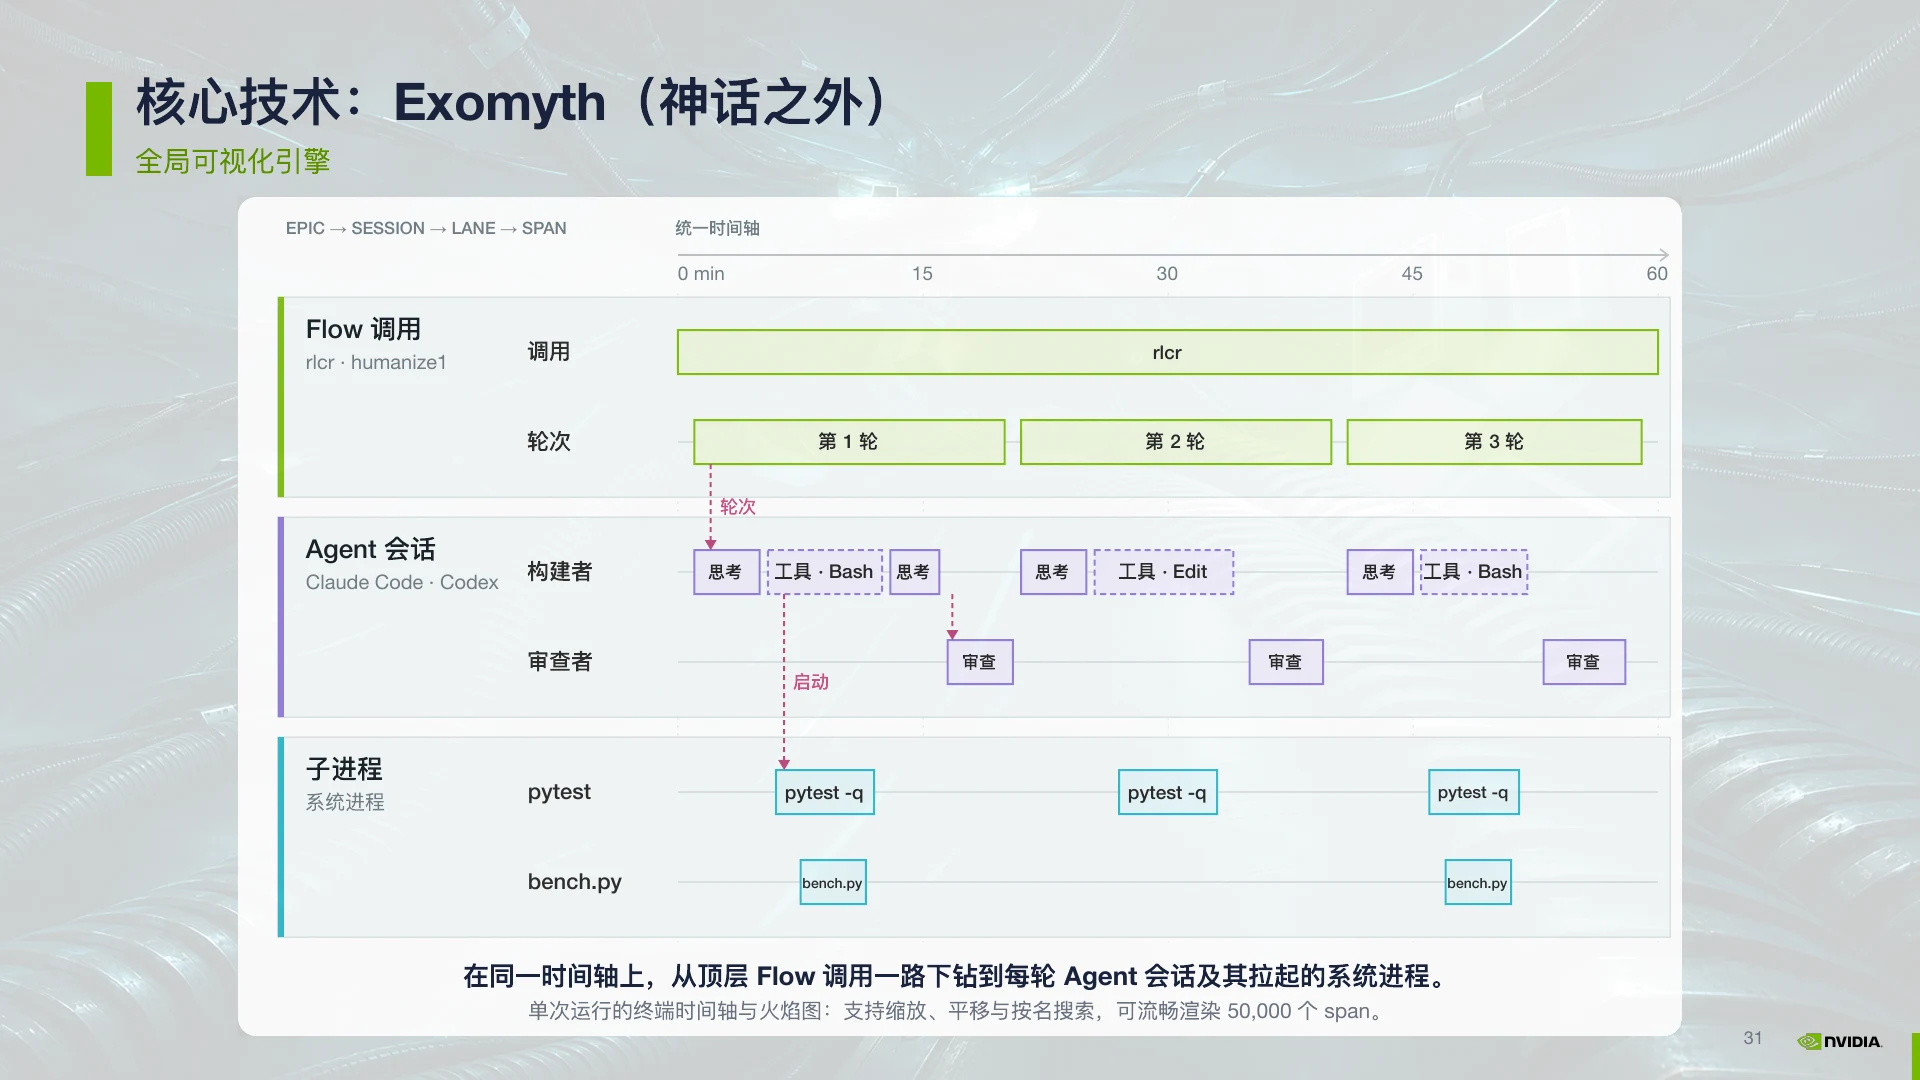 核心技术：Exomyth（神话之外）
全局可视化引擎
EPIC → SESSION → LANE → SPAN
统一时间轴
0 min 15 30 45 60
Flow 调用
rlcr · humanize1
调用
rlcr
轮次
第 1 轮 第 2 轮 第 3 轮
轮次
Agent 会话
Claude Code · Codex
构建者
思考 工具 · Bash 思考 思考 工具 · Edit 思考 工具 · Bash
审查者
审查 审查 审查
启动
子进程
系统进程
pytest
pytest -q pytest -q pytest -q
bench.py
bench.py bench.py
在同一时间轴上，从顶层 Flow 调用一路下钻到每轮 Agent 会话及其拉起的系统进程。
单次运行的终端时间轴与火焰图：支持缩放、平移与按名搜索，可流畅渲染 50,000 个 span。
31
NVIDIA